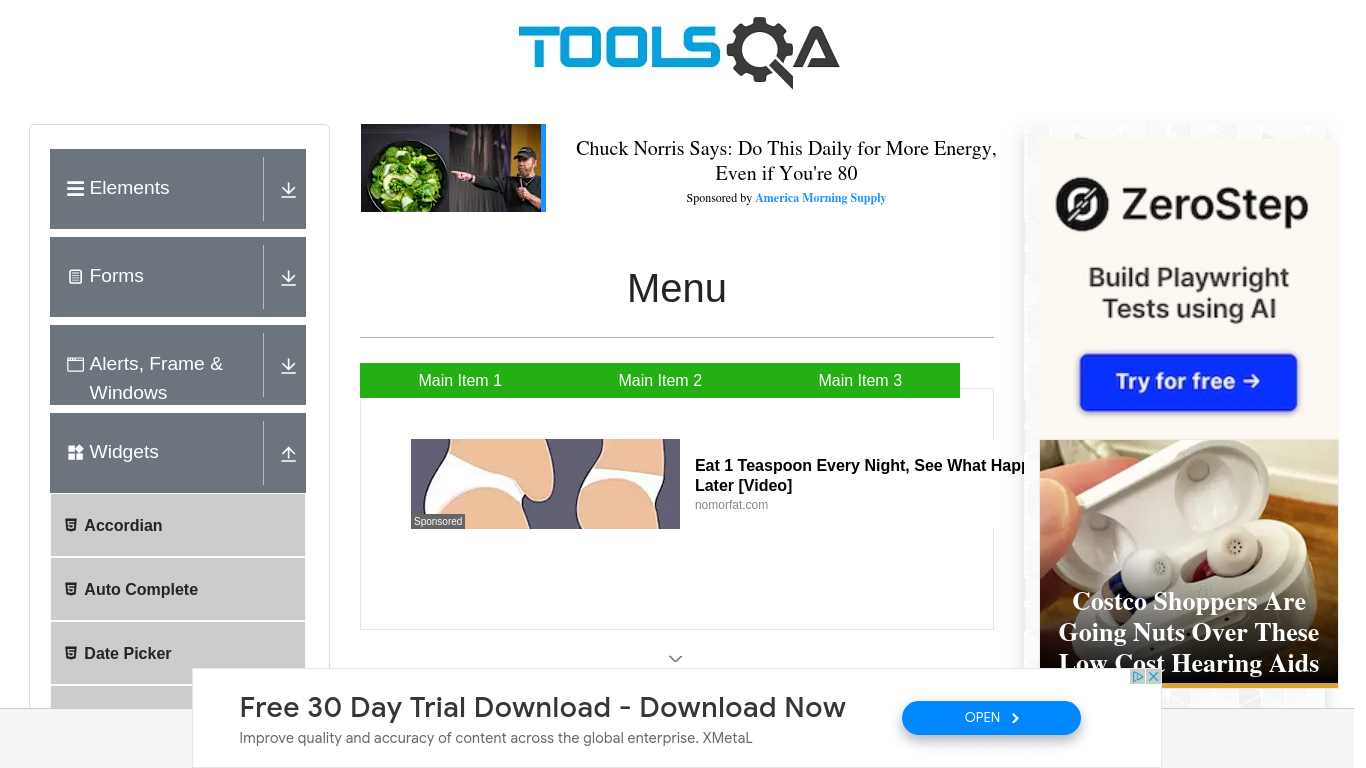 TOOLSQA
Elements
Forms
Alerts, Frame &
Windows
Widgets
Accordian
Auto Complete
Date Picker
Chuck Norris Says: Do This Daily for More Energy,
Even if You're 80
Sponsored by America Morning Supply
Menu
Main Item 1
Main Item 2
Main Item 3
Eat 1 Teaspoon Every Night, See What Happ
Later [Video]
nomorfat.com
Sponsored
ZeroStep
Build Playwright
Tests using AI
Try for free →
Costco Shoppers Are
Going Nuts Over These
Low Cost Hearing Aids
Free 30 Day Trial Download - Download Now
Improve quality and accuracy of content across the global enterprise. XMetaL
OPEN